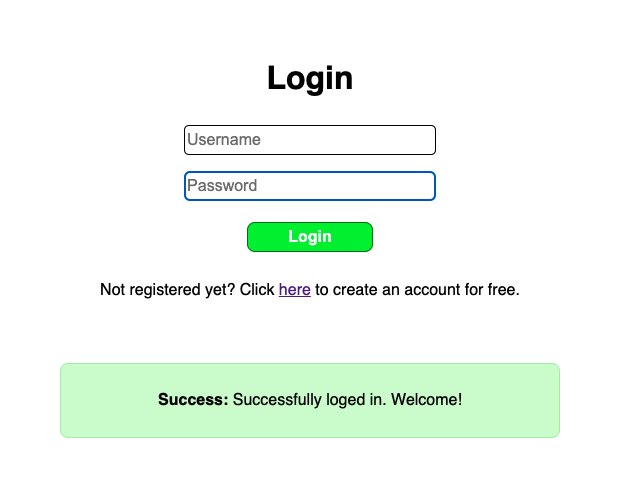 Login
Username
Password
Login
Not registered yet? Click here to create an account for free.
Success: Successfully loged in. Welcome!